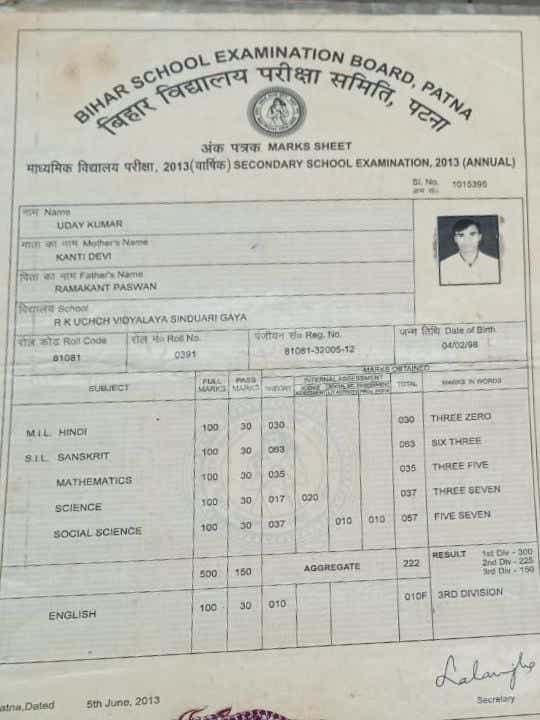 BIHAR SCHOOL EXAMINATION BOARD, PATNA
बिहार विद्यालय परीक्षा समिति, पटना
अंक पत्रक MARKS SHEET
माध्यमिक विद्यालय परीक्षा, 2013(वार्षिक) SECONDARY SCHOOL EXAMINATION, 2013 (ANNUAL)
Sl. No. 1015395
क्रम सं०
नाम Name
UDAY KUMAR
माता का नाम Mother's Name
KANTI DEVI
पिता का नाम Father's Name
RAMAKANT PASWAN
विद्यालय School
R K UCHCH VIDYALAYA SINDUARI GAYA
रोल कोड Roll Code रोल नं० Roll No. पंजीयन सं० Reg. No. जन्म तिथि Date of Birth
81081 0391 81081-32005-12 04/02/98
MARKS OBTAINED
SUBJECT FULL MARKS PASS MARKS THEORY INTERNAL ASSESSMENT TOTAL MARKS IN WORDS
M.I.L. HINDI 100 30 030 030 THREE ZERO
S.I.L. SANSKRIT 100 30 063 063 SIX THREE
MATHEMATICS 100 30 035 035 THREE FIVE
SCIENCE 100 30 017 020 037 THREE SEVEN
SOCIAL SCIENCE 100 30 037 010 010 057 FIVE SEVEN
500 150 AGGREGATE 222 RESULT 1st Div - 300
2nd Div - 225
3rd Div - 150
ENGLISH 100 30 010 010F 3RD DIVISION
atna,Dated 5th June, 2013
Secretary